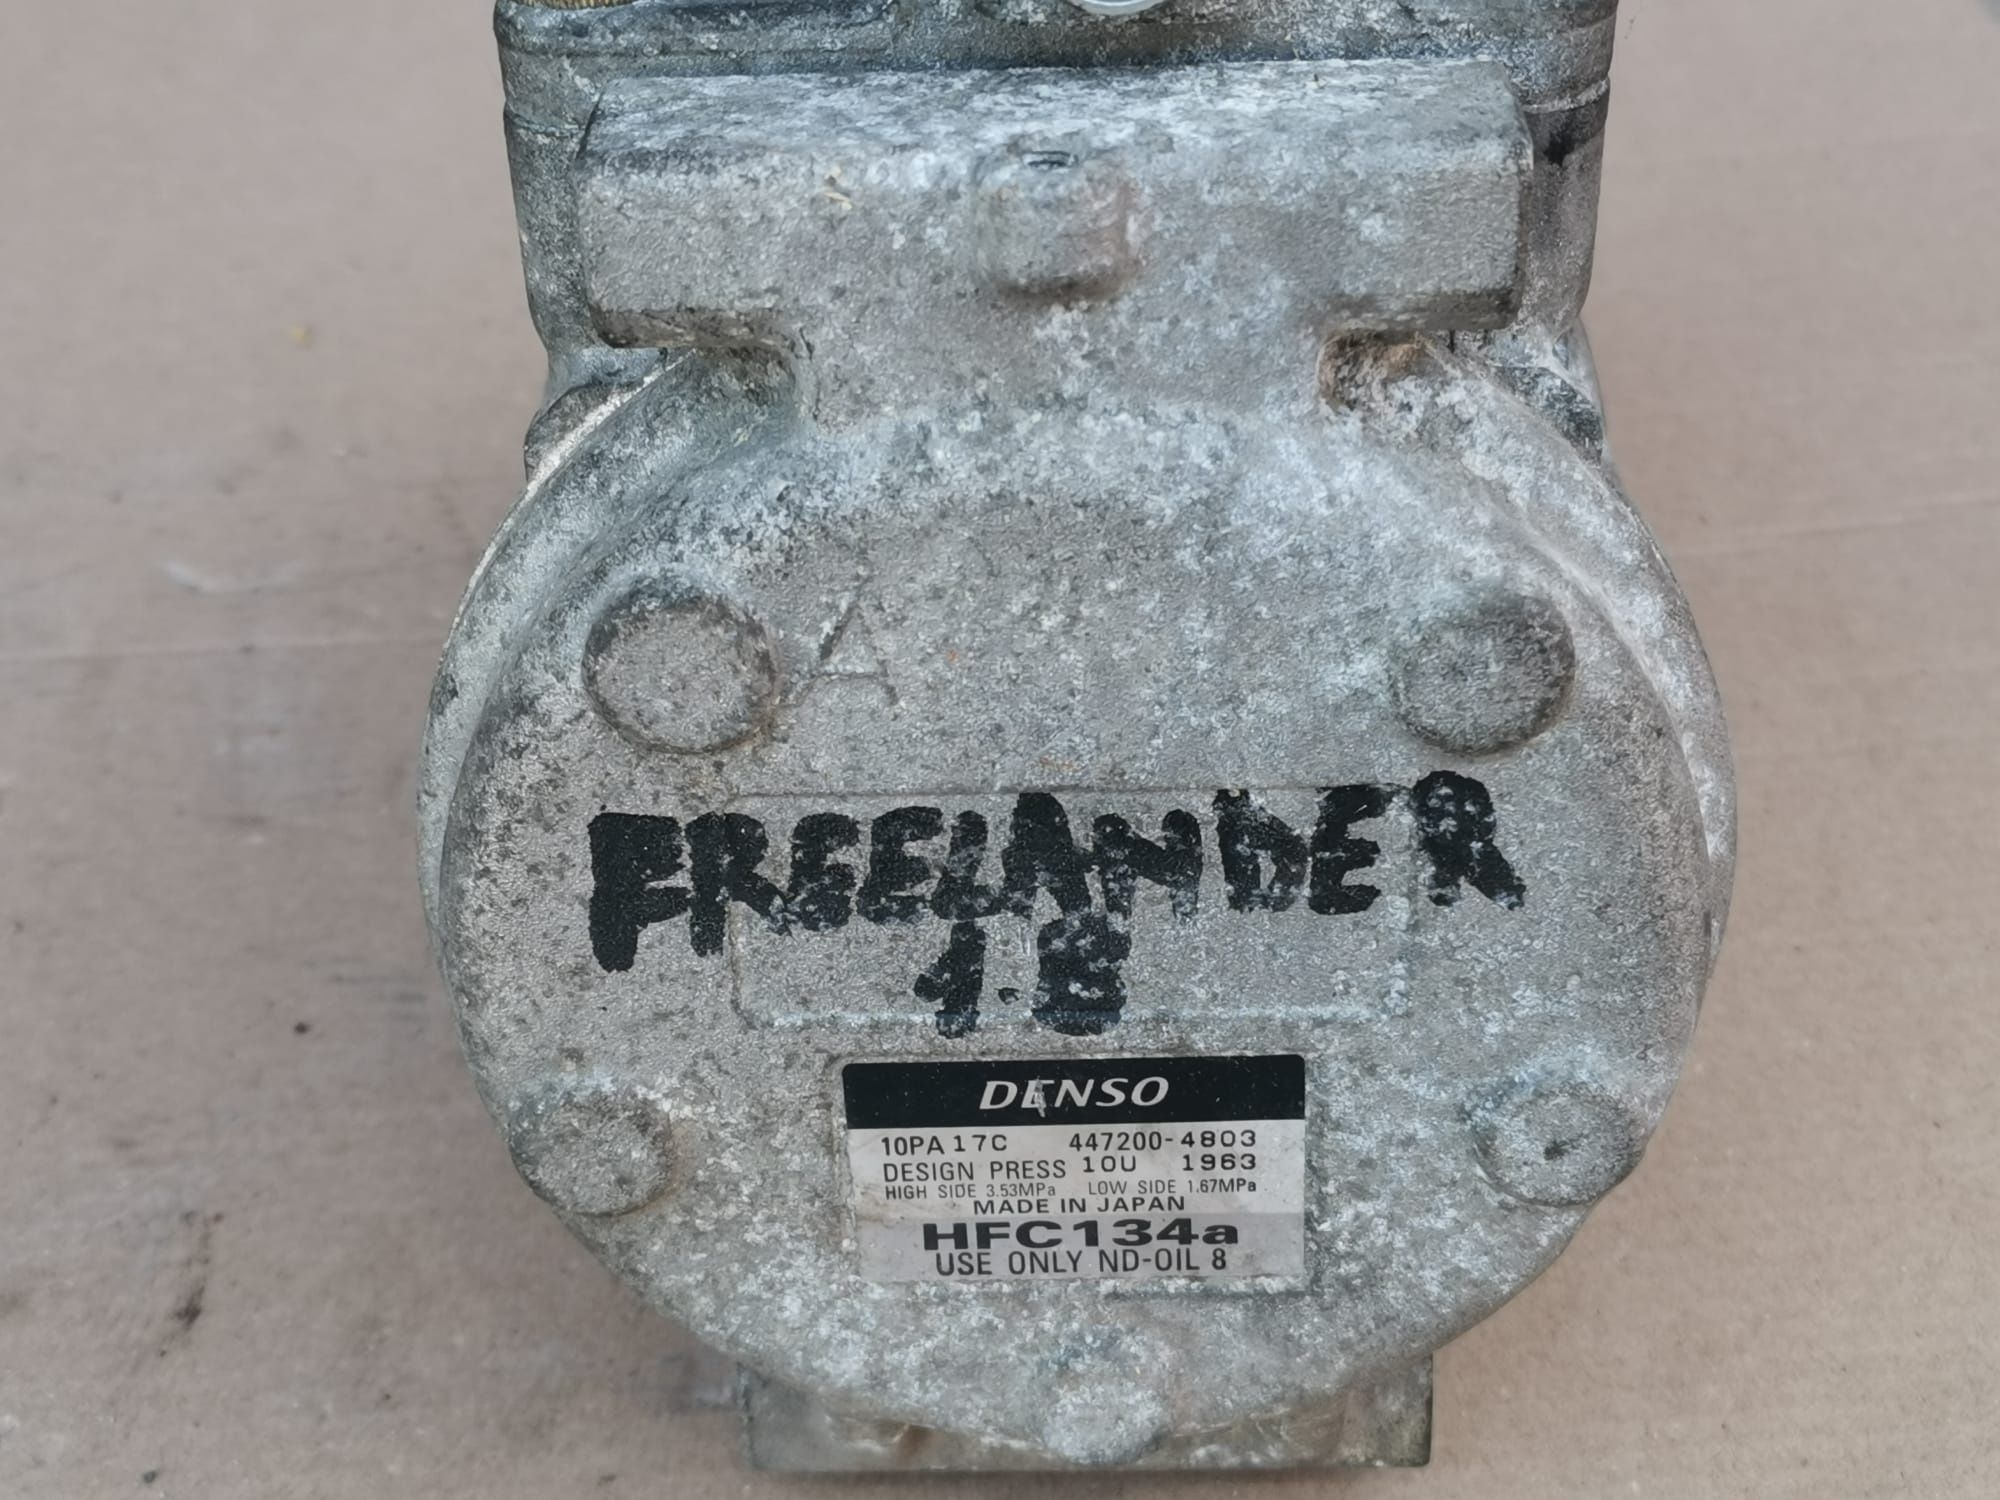 A
FREELANDER
1.8
DENSO
10PA17C 447200-4803
DESIGN PRESS 10U 1963
HIGH SIDE 3.53MPa LOW SIDE 1.67MPa
MADE IN JAPAN
HFC134a
USE ONLY ND-OIL 8